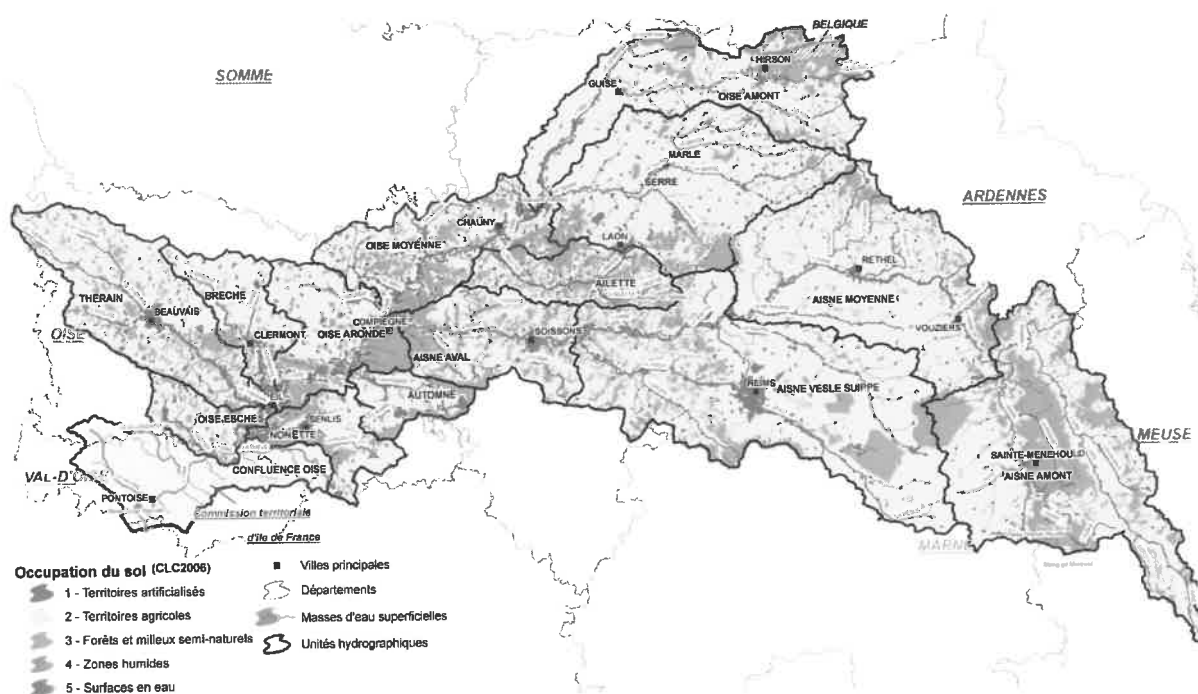 BELGIQUE
SOMME
HIRSON
GUISE
OISE AMONT
MARLE
SERRE
ARDENNES
CHAUNY
OISE MOYENNE
LAON
RETHEL
AILETTE
THERAIN
BRECHE
AISNE MOYENNE
BEAUVAIS
COMPIEGNE
VOUZIERS
OISE
CLERMONT
OISE ARONDE
SOISSONS
AISNE AVAL
REIMS
AISNE VESLE SUIPPE
AUTOMNE
OISE ESCHES
SENLIS
NONETTE
MEUSE
SAINTE-MENEHOULD
CONFLUENCE OISE
AISNE AMONT
PONTOISE
Commission territoriale
d'Ile de France
MARNE
Occupation du sol (CLC2006)
1 - Territoires artificialisés
2 - Territoires agricoles
3 - Forêts et milieux semi-naturels
4 - Zones humides
5 - Surfaces en eau
Villes principales
Départements
Masses d'eau superficielles
Unités hydrographiques